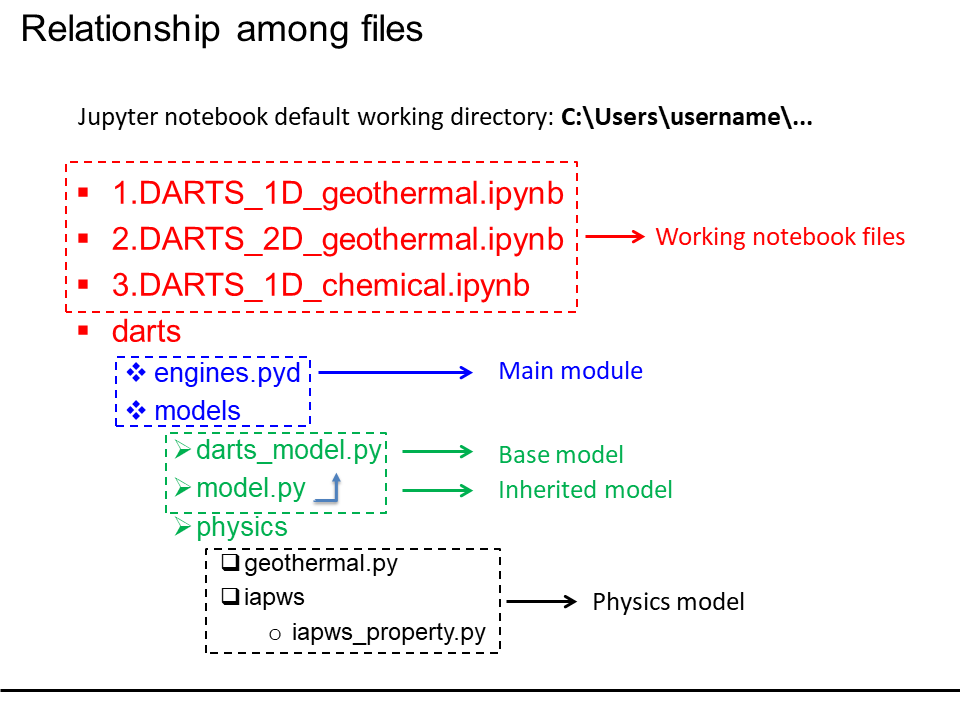 Relationship among files
Jupyter notebook default working directory: C:\Users\username\...
1.DARTS_1D_geothermal.ipynb
2.DARTS_2D_geothermal.ipynb
Working notebook files
3.DARTS_1D_chemical.ipynb
darts
engines.pyd
Main module
models
darts_model.py
Base model
model.py
Inherited model
physics
geothermal.py
iapws
Physics model
iapws_property.py